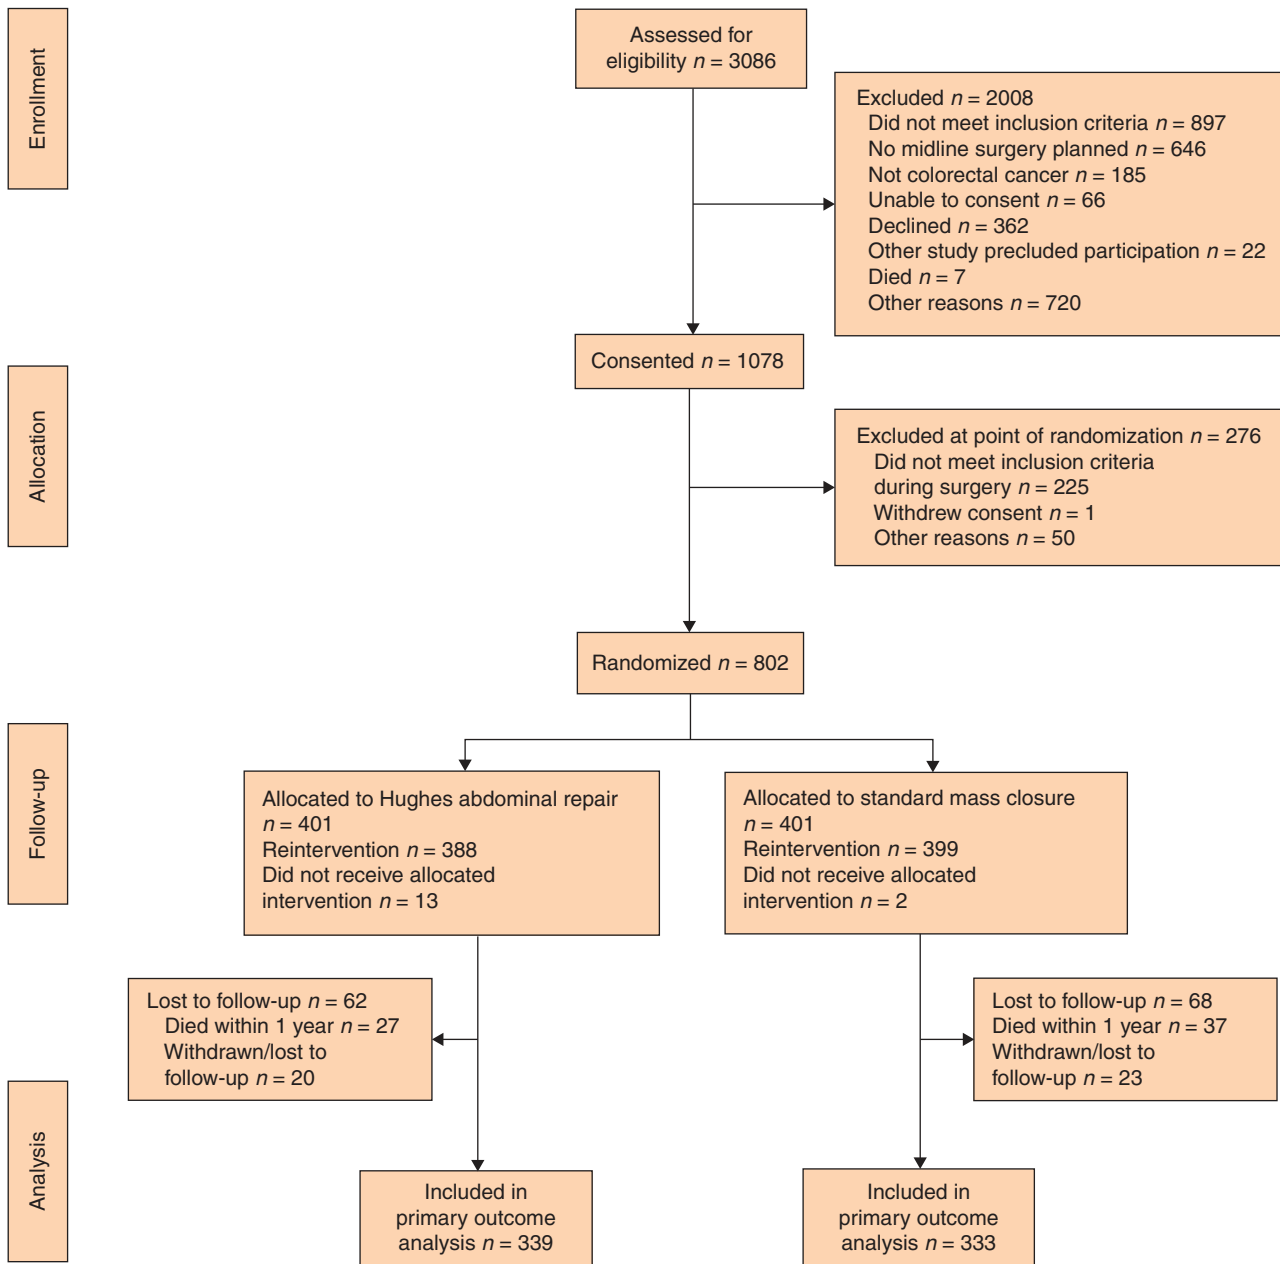 Enrollment
Assessed for
eligibility n = 3086
Excluded n = 2008
Did not meet inclusion criteria n = 897
No midline surgery planned n = 646
Not colorectal cancer n = 185
Unable to consent n = 66
Declined n = 362
Other study precluded participation n = 22
Died n = 7
Other reasons n = 720
Consented n = 1078
Allocation
Excluded at point of randomization n = 276
Did not meet inclusion criteria
during surgery n = 225
Withdrew consent n = 1
Other reasons n = 50
Randomized n = 802
Follow-up
Allocated to Hughes abdominal repair
n = 401
Reintervention n = 388
Did not receive allocated
intervention n = 13
Allocated to standard mass closure
n = 401
Reintervention n = 399
Did not receive allocated
intervention n = 2
Lost to follow-up n = 62
Died within 1 year n = 27
Withdrawn/lost to
follow-up n = 20
Lost to follow-up n = 68
Died within 1 year n = 37
Withdrawn/lost to
follow-up n = 23
Analysis
Included in
primary outcome
analysis n = 339
Included in
primary outcome
analysis n = 333